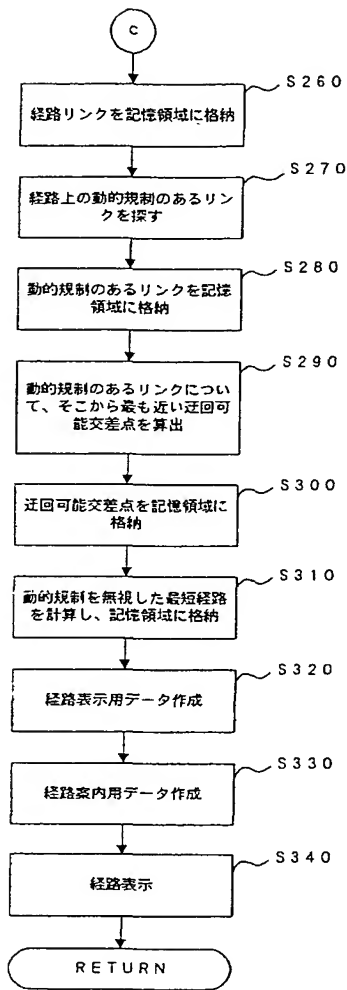 C
S260
経路リンクを記憶領域に格納
S270
経路上の動的規制のあるリン
クを探す
S280
動的規制のあるリンクを記憶
領域に格納
S290
動的規制のあるリンクについ
て、そこから最も近い迂回可
能交差点を算出
S300
迂回可能交差点を記憶領域に
格納
S310
動的規制を無視した最短経路
を計算し、記憶領域に格納
S320
経路表示用データ作成
S330
経路案内用データ作成
S340
経路表示
RETURN